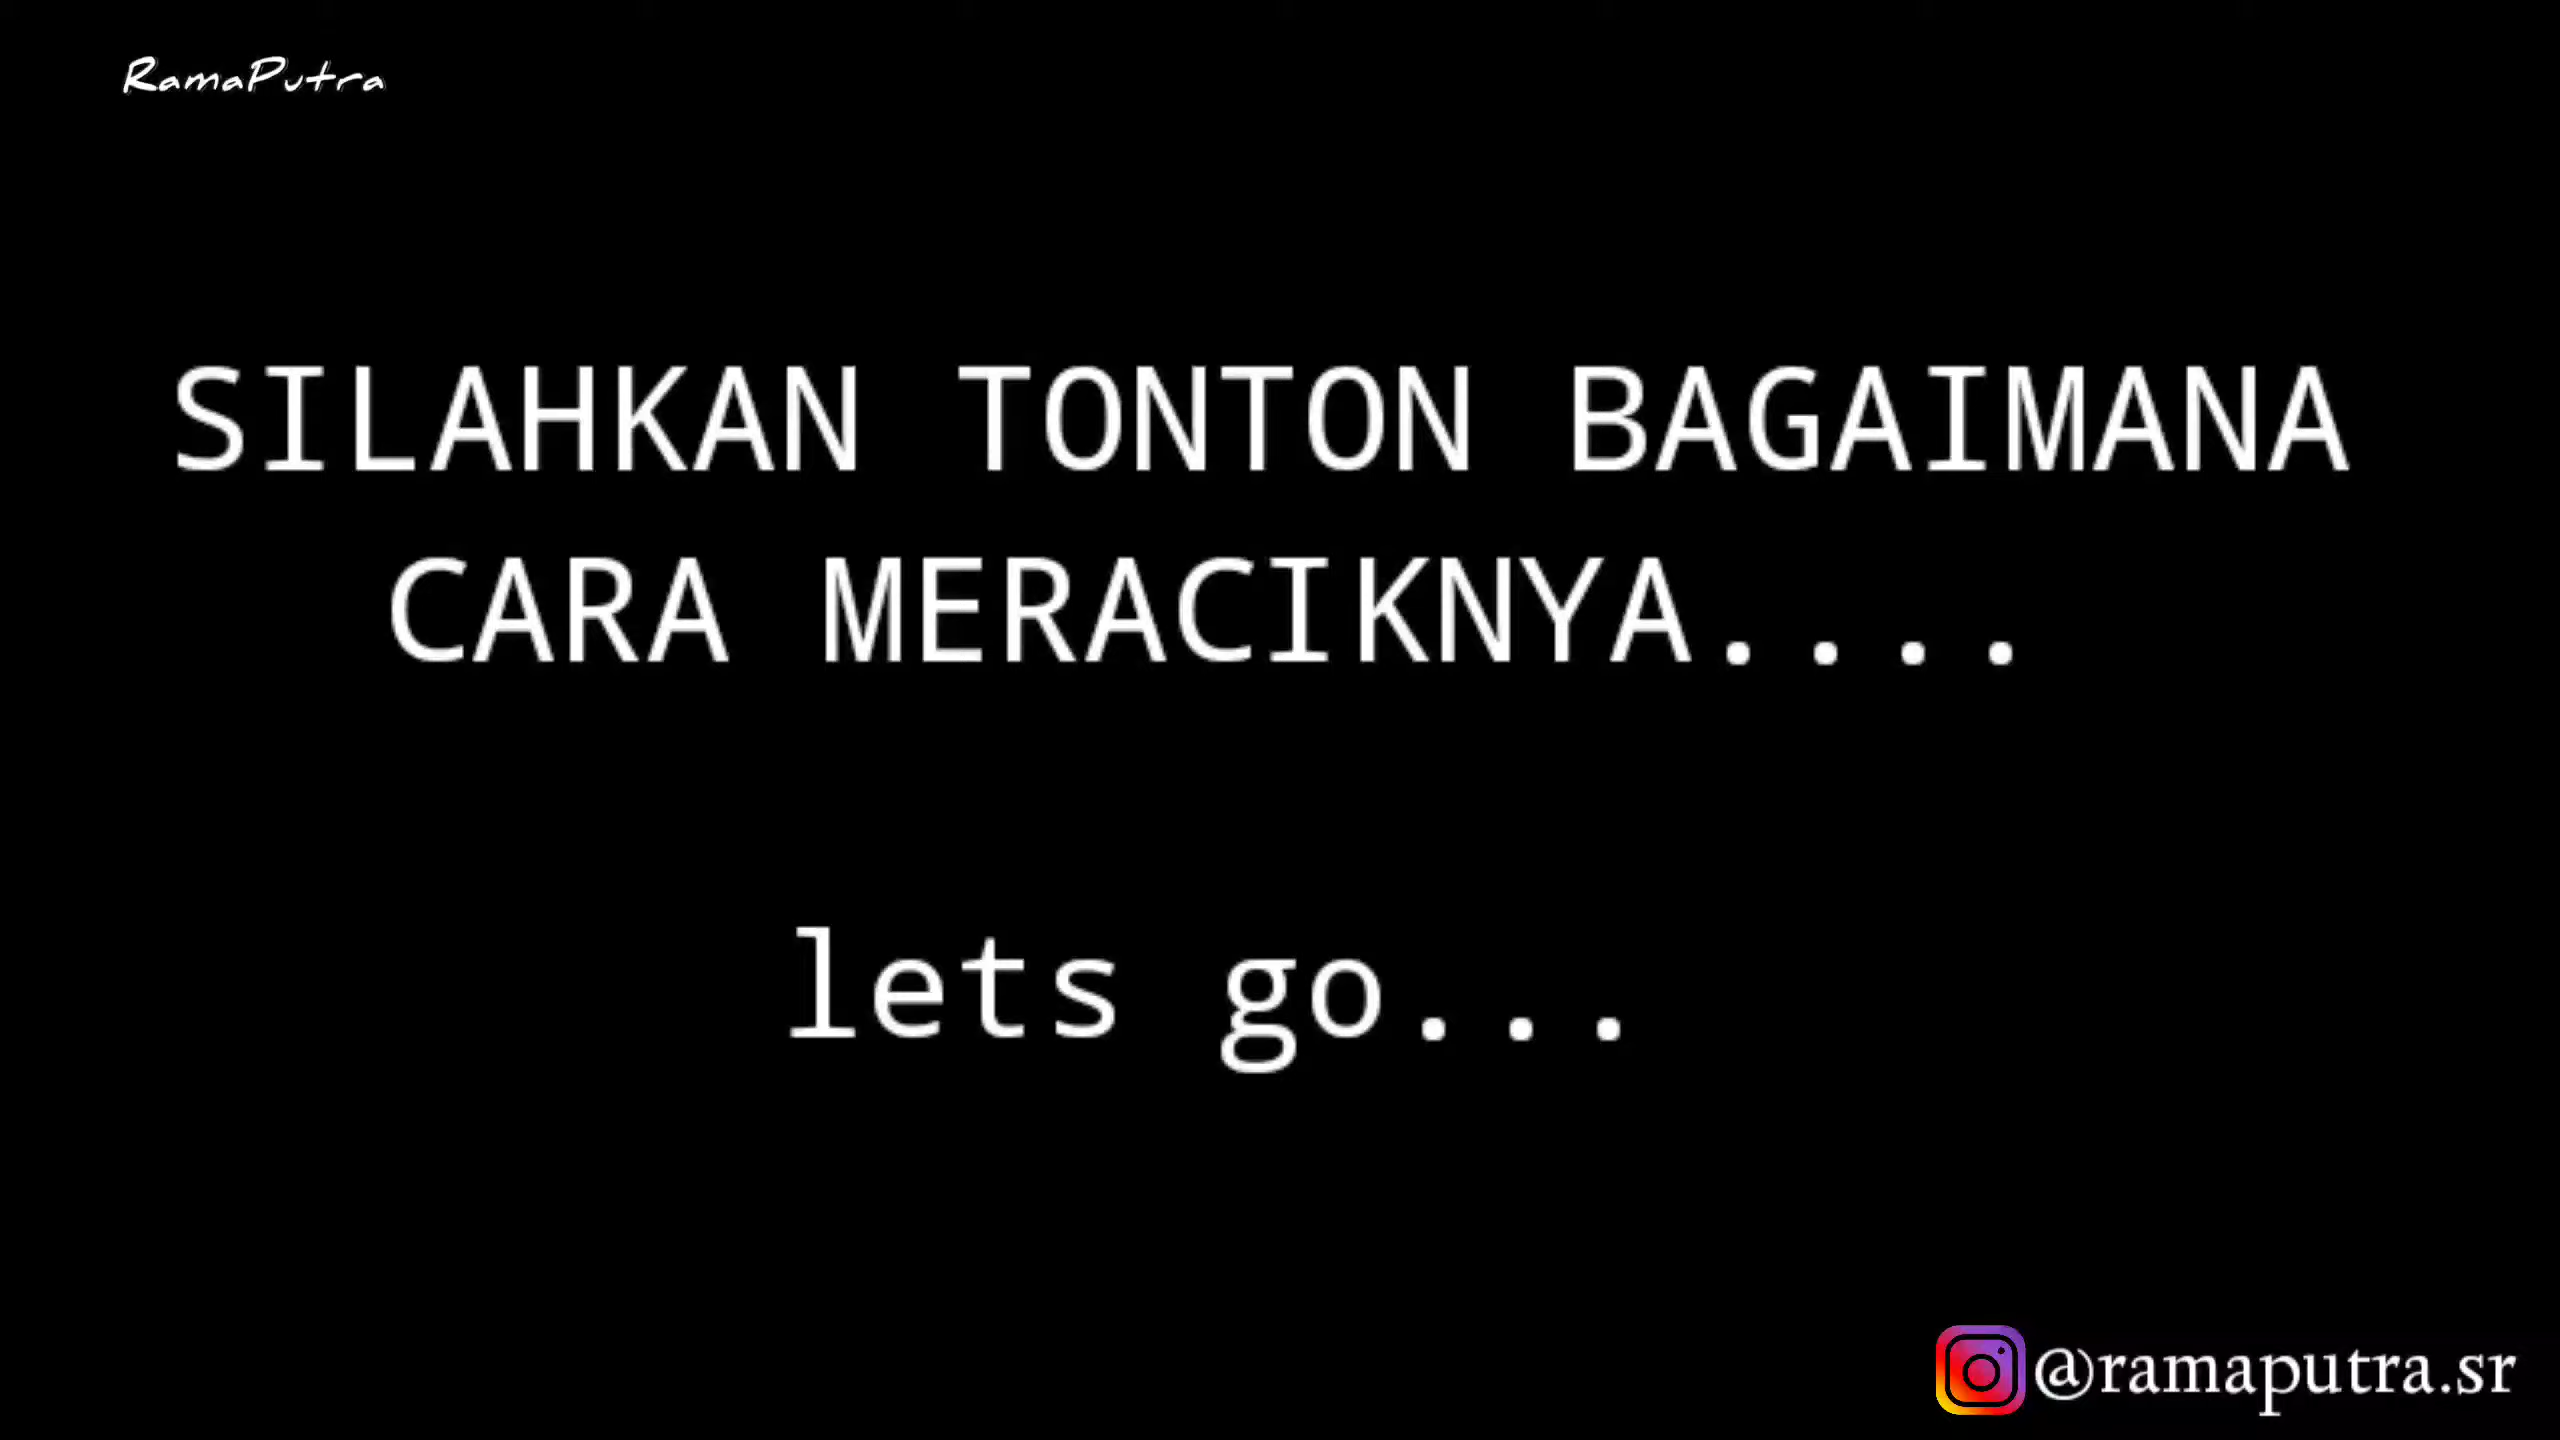 RamaPutra
SILAHKAN TONTON BAGAIMANA
CARA MERACIKNYA....
lets go...
@ramaputra.sr